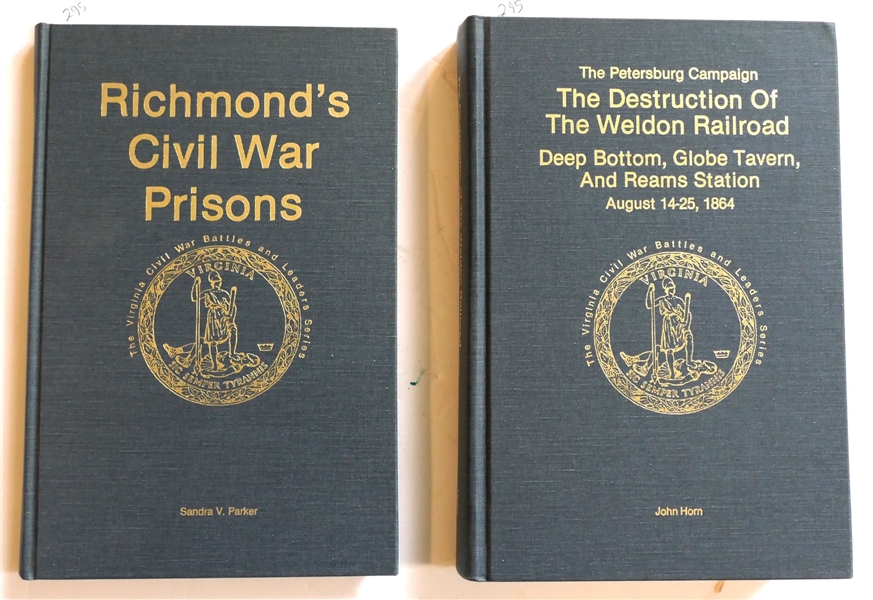 295
Richmond's
Civil War
Prisons
The Virginia Civil War Battles and Leaders Series
VIRGINIA
SIC SEMPER TYRANNIS
Sandra V. Parker
295
The Petersburg Campaign
The Destruction Of
The Weldon Railroad
Deep Bottom, Globe Tavern,
And Reams Station
August 14-25, 1864
The Virginia Civil War Battles and Leaders Series
VIRGINIA
SIC SEMPER TYRANNIS
John Horn